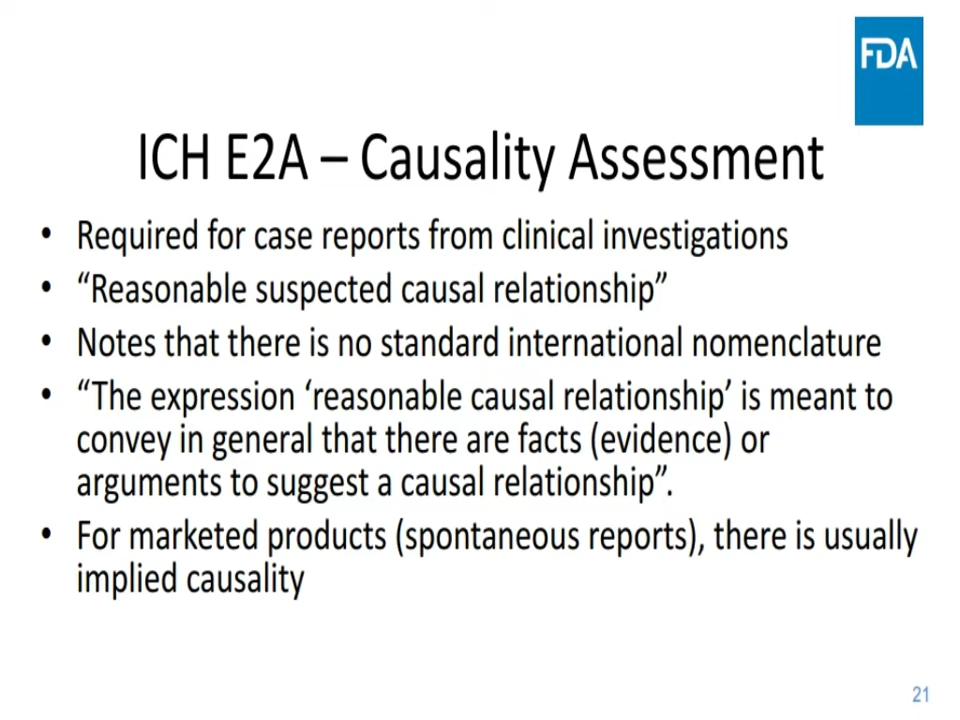 FDA
ICH E2A – Causality Assessment
• Required for case reports from clinical investigations
• “Reasonable suspected causal relationship”
• Notes that there is no standard international nomenclature
• “The expression ‘reasonable causal relationship’ is meant to
convey in general that there are facts (evidence) or
arguments to suggest a causal relationship”.
• For marketed products (spontaneous reports), there is usually
implied causality
21